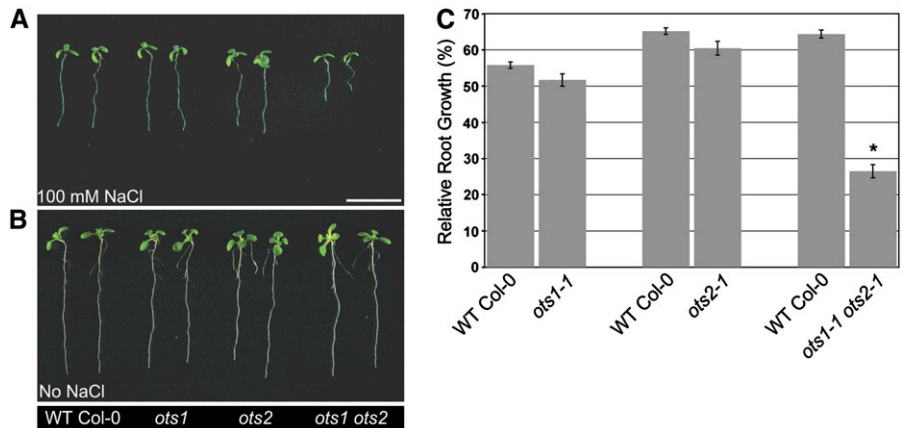 A
100 mM NaCl
B
No NaCl
WT Col-0 ots1 ots2 ots1 ots2
C
Relative Root Growth (%)
70
60
50
40
30
20
10
0
*
WT Col-0
ots1-1
WT Col-0
ots2-1
WT Col-0
ots1-1 ots2-1